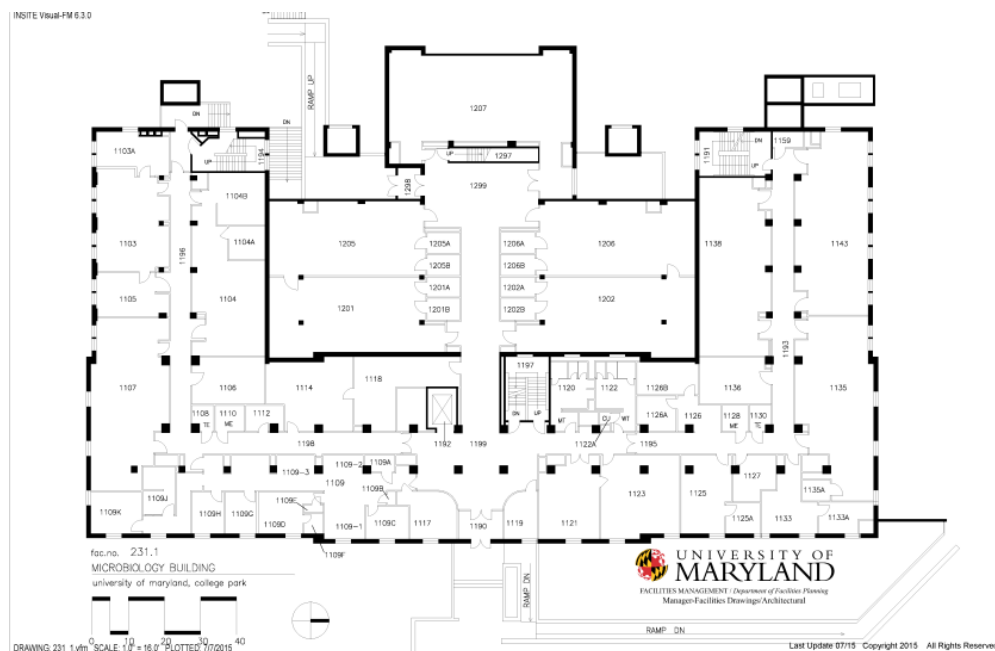 INSITE Visual-FM 6.3.0
RAMP UP
DN
1207
DN
UP
1194
1103A
UP
1297
1298
1299
1191
DN
UP
1159
1104B
1104A
1103
1196
1104
1105
1205
1205A
1205B
1201
1201A
1201B
1206A
1206
1206B
1202A
1202
1202B
1138
1143
1193
1107
1106
1114
1118
1197
DN
UP
1120
1122
1126B
1126A
1126
1136
1135
1108
TE
1110
ME
1112
MT
CU
WT
1128
ME
1130
TE
1198
1192
1199
1122A
1195
1109-3
1109-2
1109A
1109
1109B
1109J
1109K
1109H
1109G
1109E
1109D
1109F
1109-1
1109C
1117
1190
1119
1121
1123
1125
1127
1125A
1133
1135A
1133A
fac.no. 231.1
MICROBIOLOGY BUILDING
university of maryland, college park
0 10 20 30 40
RAMP DN
RAMP DN
UNIVERSITY OF
MARYLAND
FACILITIES MANAGEMENT / Department of Facilities Planning
Manager-Facilities Drawings/Architectural
DRAWING: 231_1.vfm SCALE: 1.0" = 16.0' PLOTTED: 7/7/2015
Last Update 07/15 Copyright 2015 All Rights Reserve